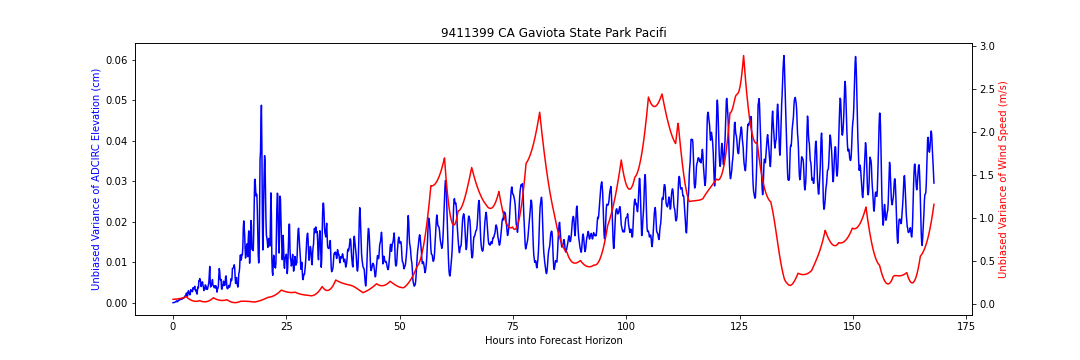 9411399 CA Gaviota State Park Pacifi
Unbiased Variance of ADCIRC Elevation (cm)
0.06
0.05
0.04
0.03
0.02
0.01
0.00
3.0
2.5
2.0
1.5
1.0
0.5
0.0
Unbiased Variance of Wind Speed (m/s)
0 25 50 75 100 125 150 175
Hours into Forecast Horizon